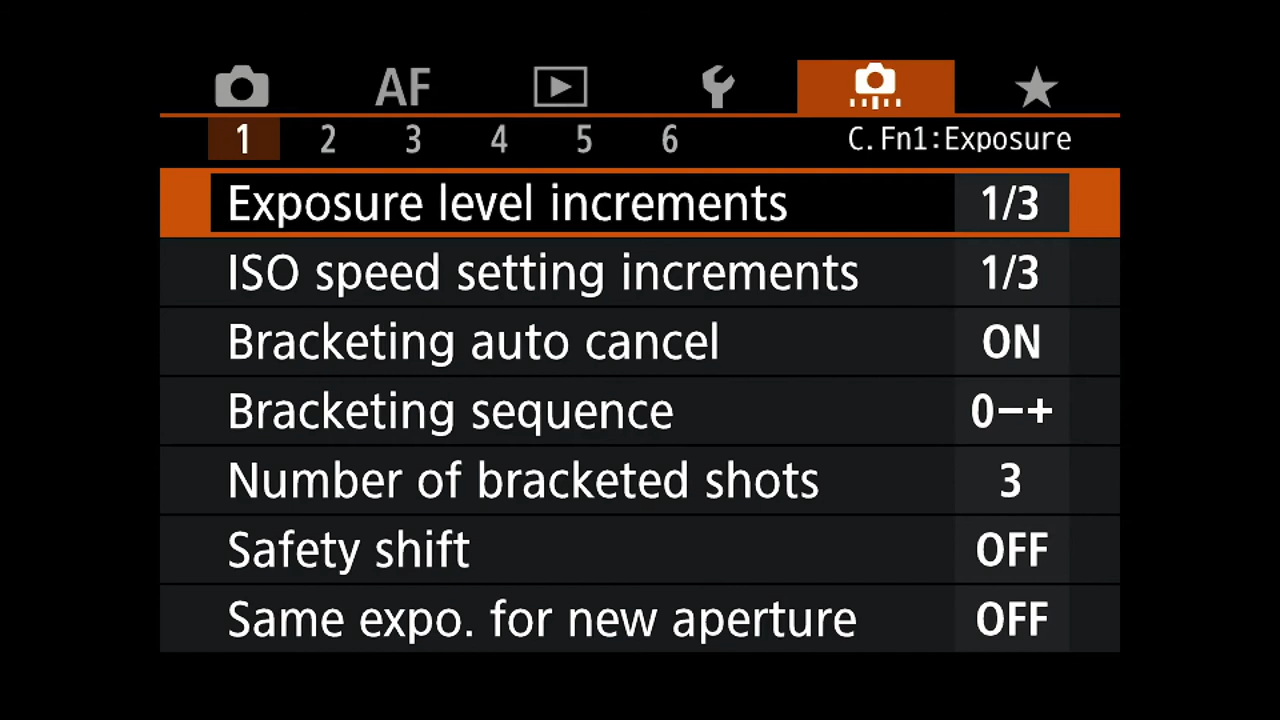 AF
1 2 3 4 5 6 C.Fn1:Exposure
Exposure level increments 1/3
ISO speed setting increments 1/3
Bracketing auto cancel ON
Bracketing sequence 0−+
Number of bracketed shots 3
Safety shift OFF
Same expo. for new aperture OFF